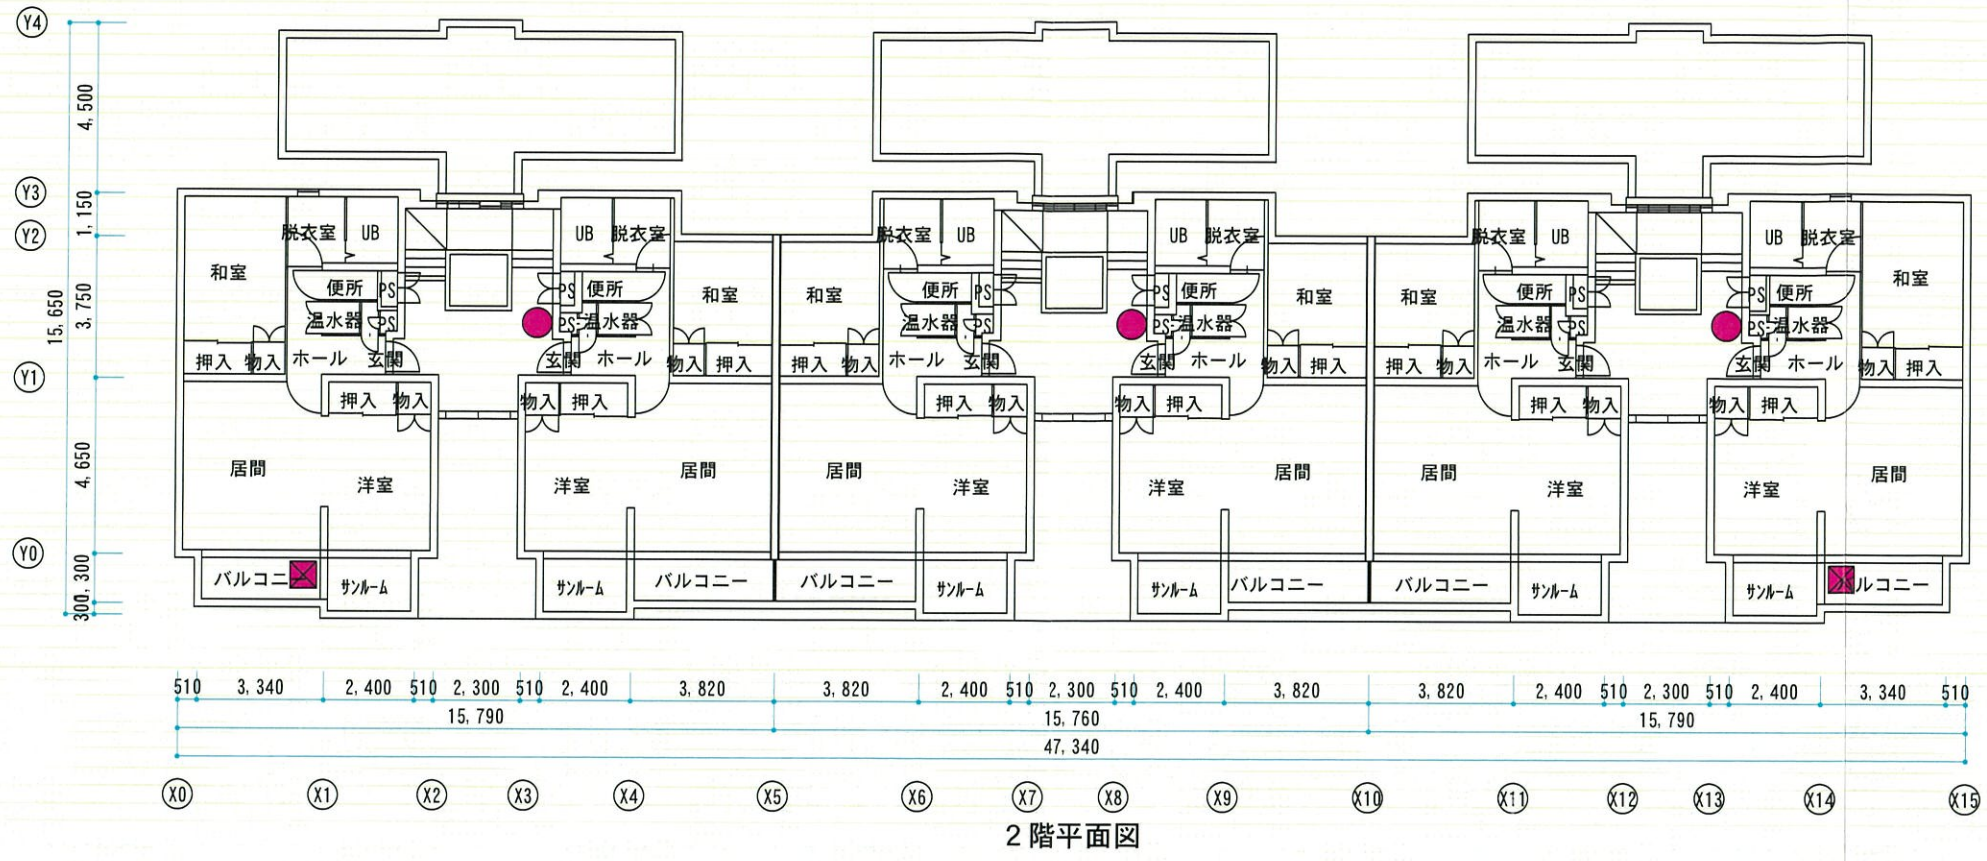 Y4
4,500
Y3
1,150
Y2
3,750
15,650
Y1
4,650
Y0
1,300
300
脱衣室 UB UB 脱衣室 脱衣室 UB UB 脱衣室 脱衣室 UB UB 脱衣室
和室 和室 和室 和室 和室 和室
便所 PS PS 便所 便所 PS PS 便所 便所 PS PS 便所
温水器 PS PS 温水器 温水器 PS PS 温水器 温水器 PS PS 温水器
押入 物入 ホール 玄関 玄関 ホール 物入 押入 押入 物入 ホール 玄関 玄関 ホール 物入 押入 押入 物入 ホール 玄関 玄関 ホール 物入 押入
押入 物入 物入 押入 押入 物入 物入 押入 押入 物入 物入 押入
居間 洋室 洋室 居間 居間 洋室 洋室 居間 居間 洋室 洋室 居間
バルコニー サンルーム サンルーム バルコニー バルコニー サンルーム サンルーム バルコニー バルコニー サンルーム サンルーム バルコニー
510 3,340 2,400 510 2,300 510 2,400 3,820 3,820 2,400 510 2,300 510 2,400 3,820 3,820 2,400 510 2,300 510 2,400 3,340 510
15,790 15,760 15,790
47,340
X0 X1 X2 X3 X4 X5 X6 X7 X8 X9 X10 X11 X12 X13 X14 X15
2階平面図